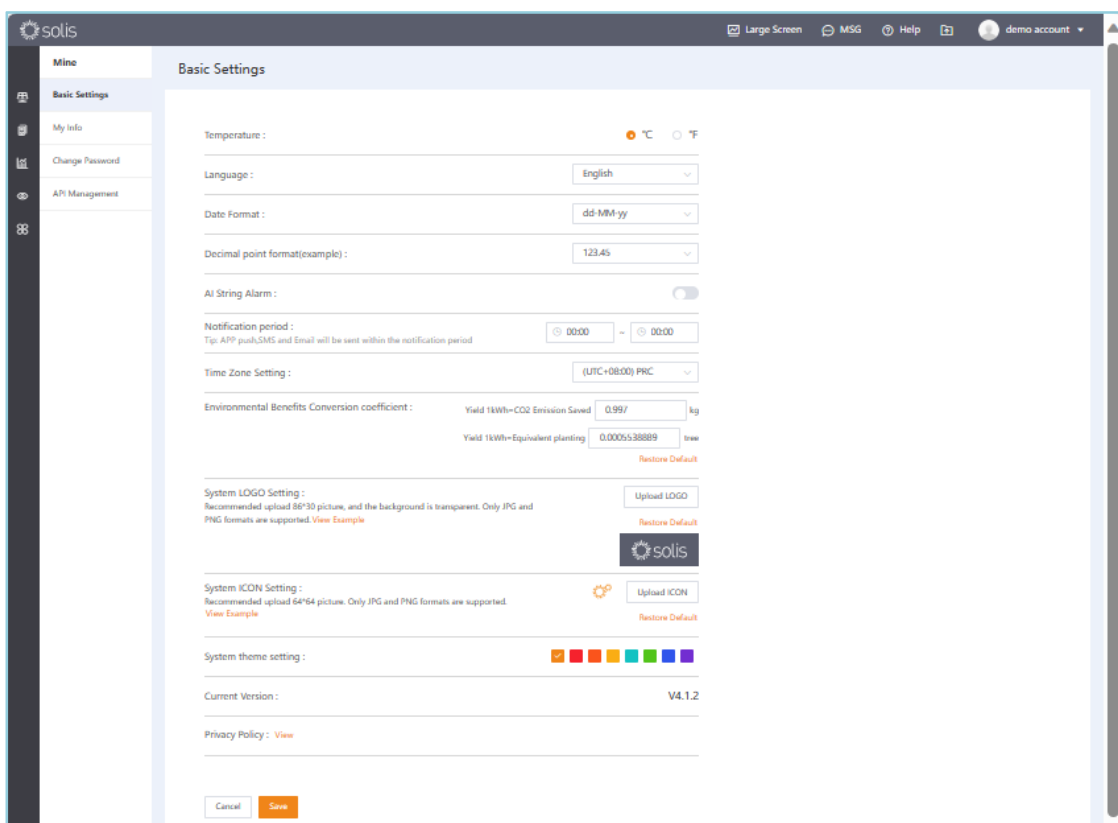 solis
Large Screen MSG Help demo account
Mine
Basic Settings
My Info
Change Password
API Management
Basic Settings
Temperature : °C °F
Language : English
Date Format : dd-MM-yy
Decimal point format(example) : 123.45
AI String Alarm :
Notification period : 00:00 ~ 00:00
Tip: APP push,SMS and Email will be sent within the notification period
Time Zone Setting : (UTC+08:00) PRC
Environmental Benefits Conversion coefficient : Yield 1kWh=CO2 Emission Saved 0.997 kg
Yield 1kWh=Equivalent planting 0.0005538889 tree
Restore Default
System LOGO Setting : Upload LOGO
Recommended upload 86*30 picture, and the background is transparent. Only JPG and
PNG formats are supported. View Example Restore Default
solis
System ICON Setting : Upload ICON
Recommended upload 64*64 picture. Only JPG and PNG formats are supported.
View Example Restore Default
System theme setting :
Current Version : V4.1.2
Privacy Policy : View
Cancel Save